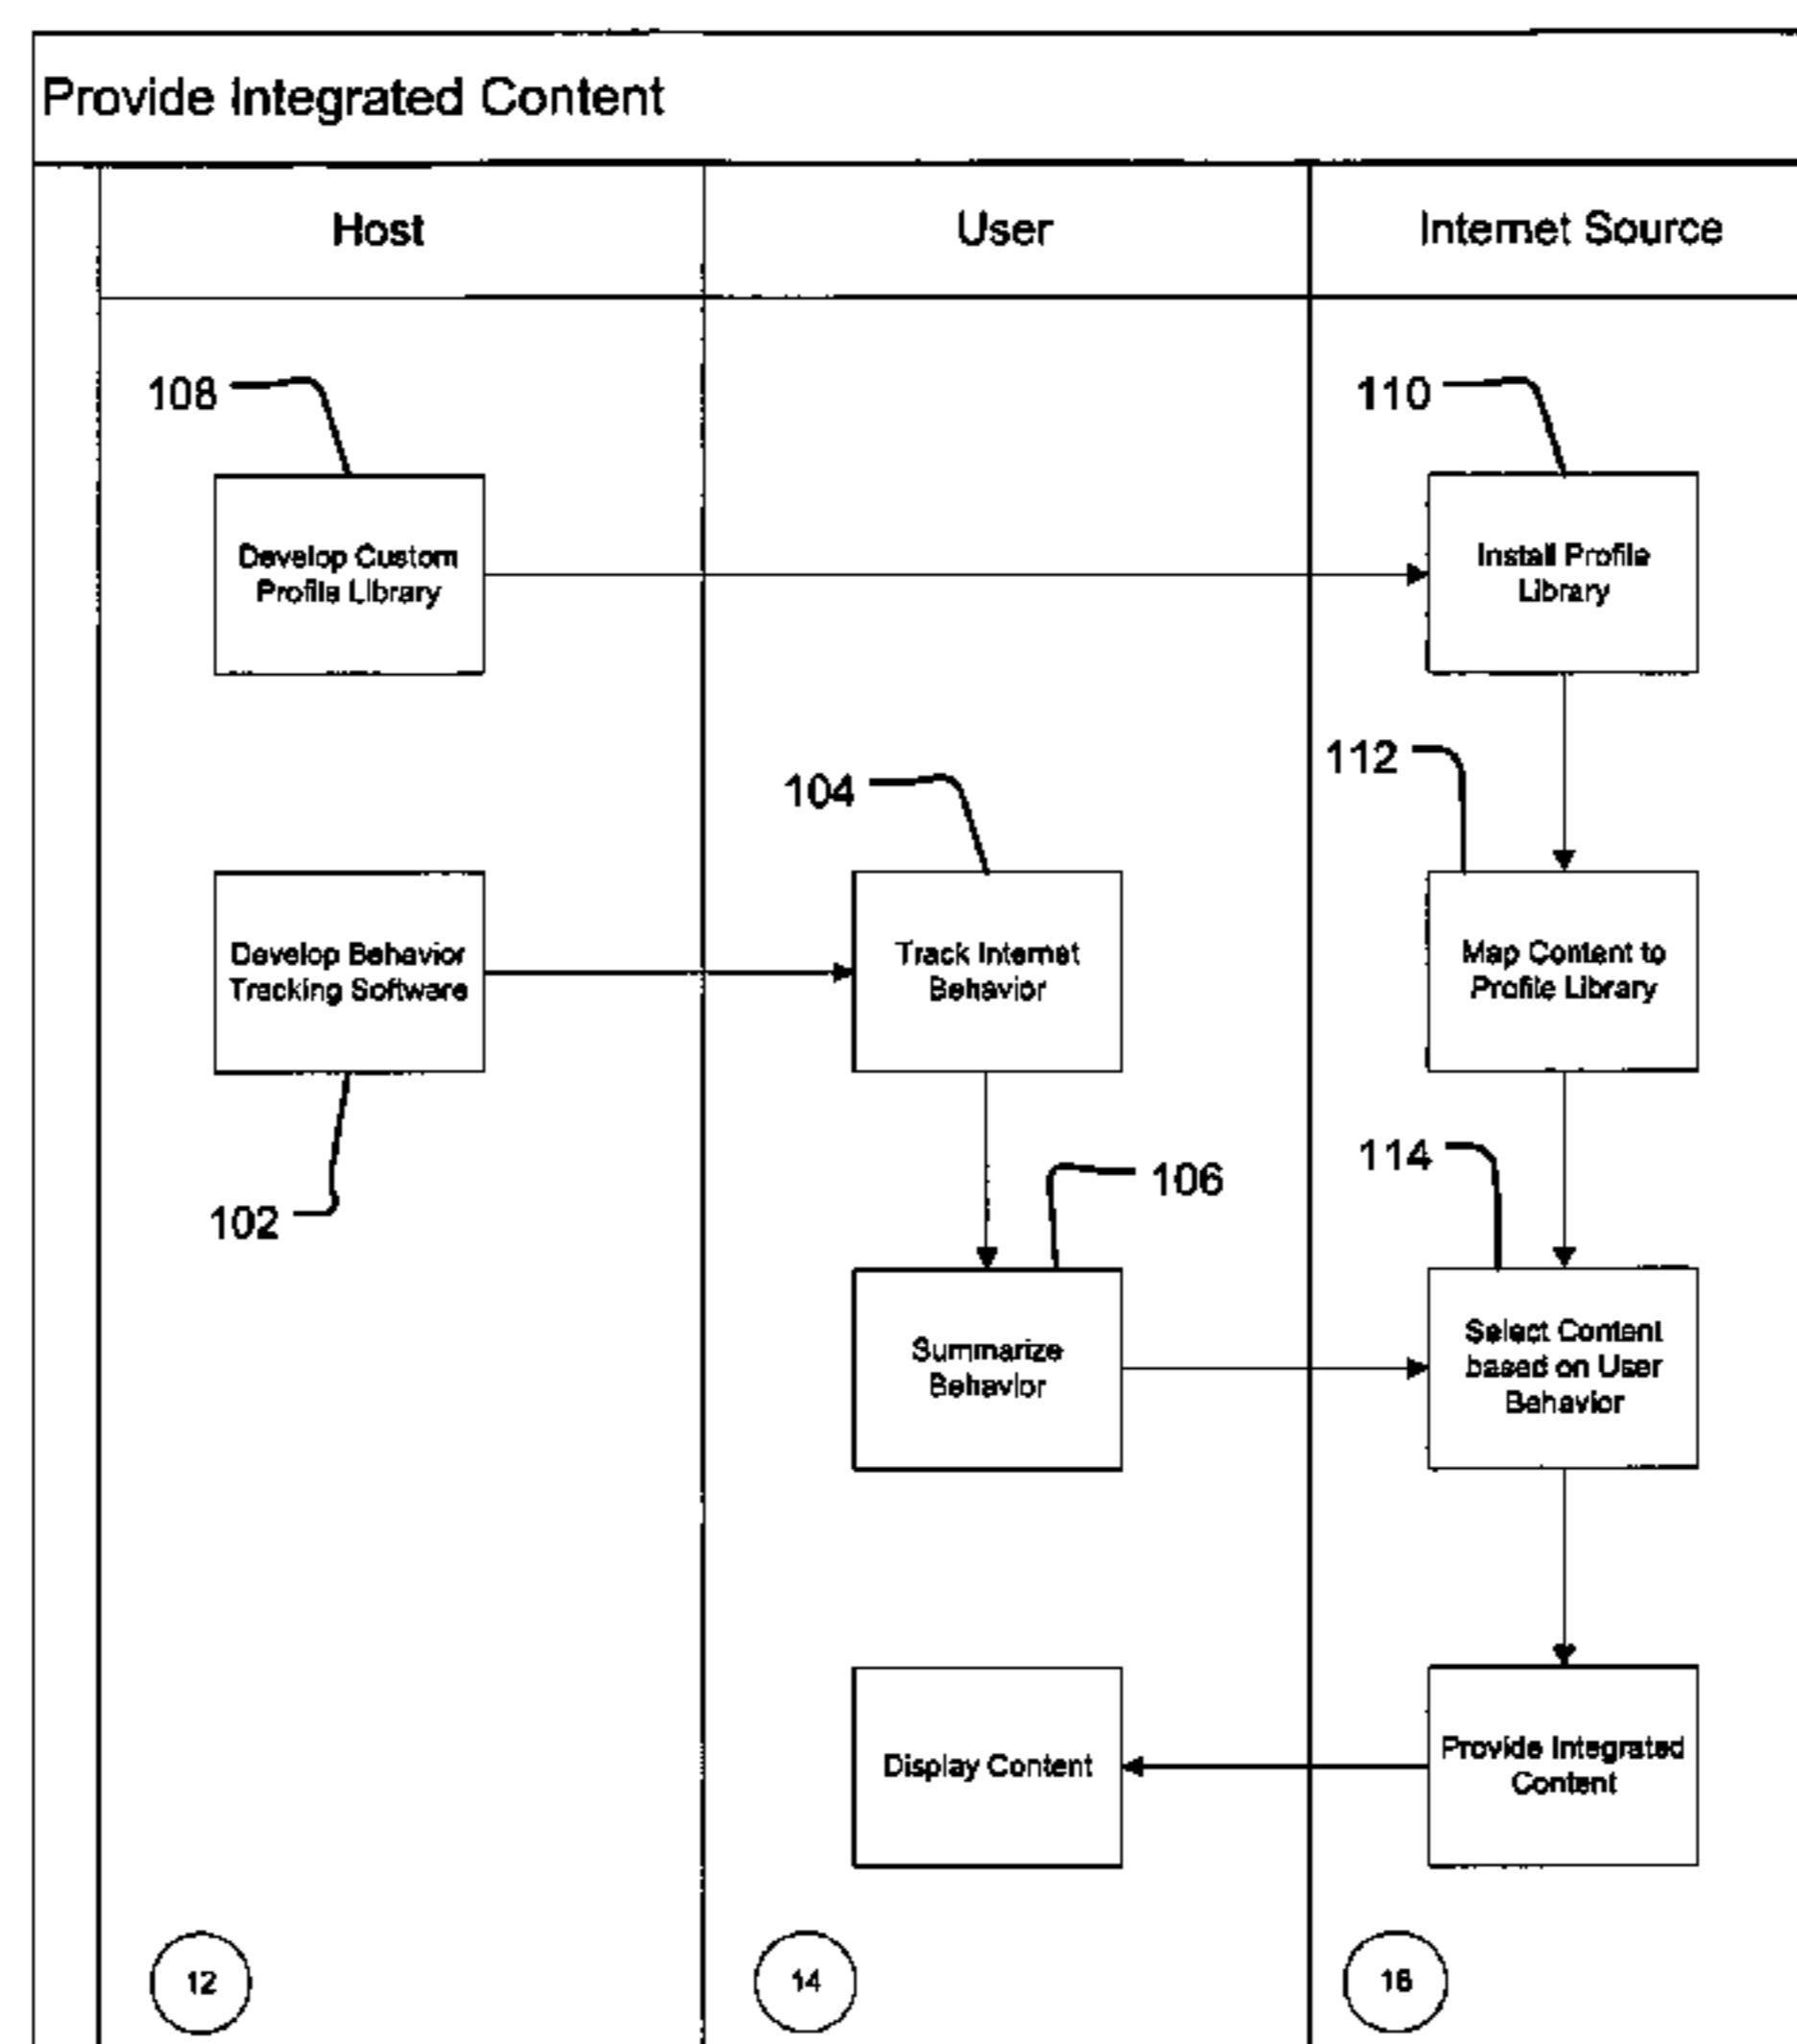 Provide Integrated Content
Host
User
Internet Source
108
110
Develop Custom
Profile Library
Install Profile
Library
104
112
Develop Behavior
Tracking Software
Track Internet
Behavior
Map Content to
Profile Library
102
106
114
Summarize
Behavior
Select Content
based on User
Behavior
Display Content
Provide Integrated
Content
12
14
16